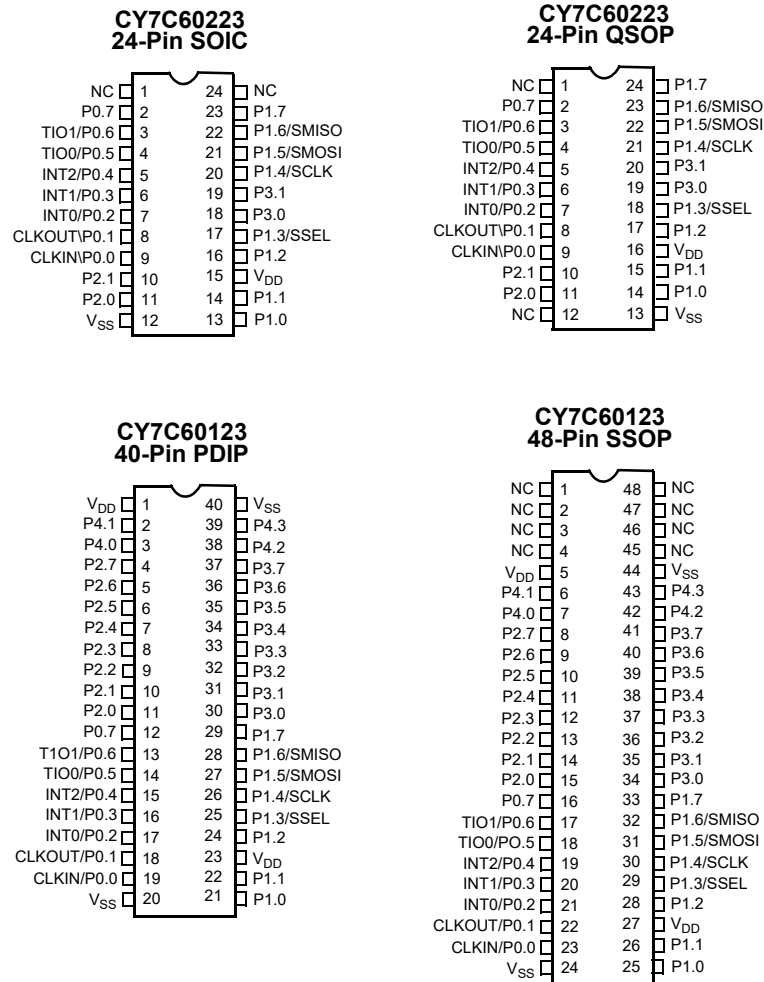 CY7C60223
24-Pin SOIC
NC 1 24 NC
P0.7 2 23 P1.7
TIO1/P0.6 3 22 P1.6/SMISO
TIO0/P0.5 4 21 P1.5/SMOSI
INT2/P0.4 5 20 P1.4/SCLK
INT1/P0.3 6 19 P3.1
INT0/P0.2 7 18 P3.0
CLKOUT\P0.1 8 17 P1.3/SSEL
CLKIN\P0.0 9 16 P1.2
P2.1 10 15 VDD
P2.0 11 14 P1.1
VSS 12 13 P1.0
CY7C60223
24-Pin QSOP
NC 1 24 P1.7
P0.7 2 23 P1.6/SMISO
TIO1/P0.6 3 22 P1.5/SMOSI
TIO0/P0.5 4 21 P1.4/SCLK
INT2/P0.4 5 20 P3.1
INT1/P0.3 6 19 P3.0
INT0/P0.2 7 18 P1.3/SSEL
CLKOUT\P0.1 8 17 P1.2
CLKIN\P0.0 9 16 VDD
P2.1 10 15 P1.1
P2.0 11 14 P1.0
NC 12 13 VSS
CY7C60123
40-Pin PDIP
VDD 1 40 VSS
P4.1 2 39 P4.3
P4.0 3 38 P4.2
P2.7 4 37 P3.7
P2.6 5 36 P3.6
P2.5 6 35 P3.5
P2.4 7 34 P3.4
P2.3 8 33 P3.3
P2.2 9 32 P3.2
P2.1 10 31 P3.1
P2.0 11 30 P3.0
P0.7 12 29 P1.7
T1O1/P0.6 13 28 P1.6/SMISO
TIO0/P0.5 14 27 P1.5/SMOSI
INT2/P0.4 15 26 P1.4/SCLK
INT1/P0.3 16 25 P1.3/SSEL
INT0/P0.2 17 24 P1.2
CLKOUT/P0.1 18 23 VDD
CLKIN/P0.0 19 22 P1.1
VSS 20 21 P1.0
CY7C60123
48-Pin SSOP
NC 1 48 NC
NC 2 47 NC
NC 3 46 NC
NC 4 45 NC
VDD 5 44 VSS
P4.1 6 43 P4.3
P4.0 7 42 P4.2
P2.7 8 41 P3.7
P2.6 9 40 P3.6
P2.5 10 39 P3.5
P2.4 11 38 P3.4
P2.3 12 37 P3.3
P2.2 13 36 P3.2
P2.1 14 35 P3.1
P2.0 15 34 P3.0
P0.7 16 33 P1.7
TIO1/P0.6 17 32 P1.6/SMISO
TIO0/PO.5 18 31 P1.5/SMOSI
INT2/P0.4 19 30 P1.4/SCLK
INT1/P0.3 20 29 P1.3/SSEL
INT0/P0.2 21 28 P1.2
CLKOUT/P0.1 22 27 VDD
CLKIN/P0.0 23 26 P1.1
VSS 24 25 P1.0